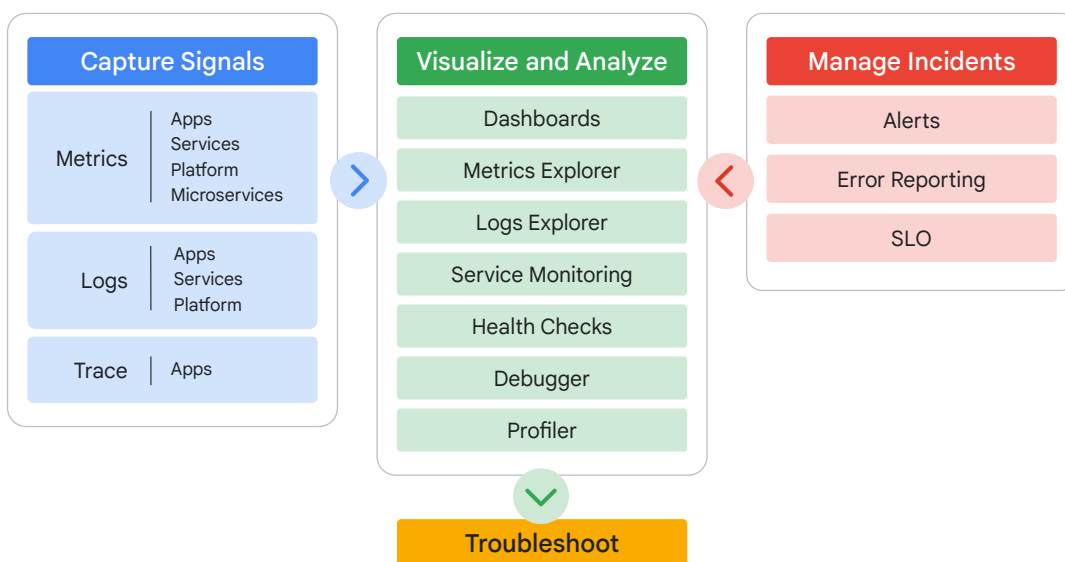 Capture Signals
Metrics
Apps
Services
Platform
Microservices
Logs
Apps
Services
Platform
Trace
Apps
Visualize and Analyze
Dashboards
Metrics Explorer
Logs Explorer
Service Monitoring
Health Checks
Debugger
Profiler
Manage Incidents
Alerts
Error Reporting
SLO
Troubleshoot